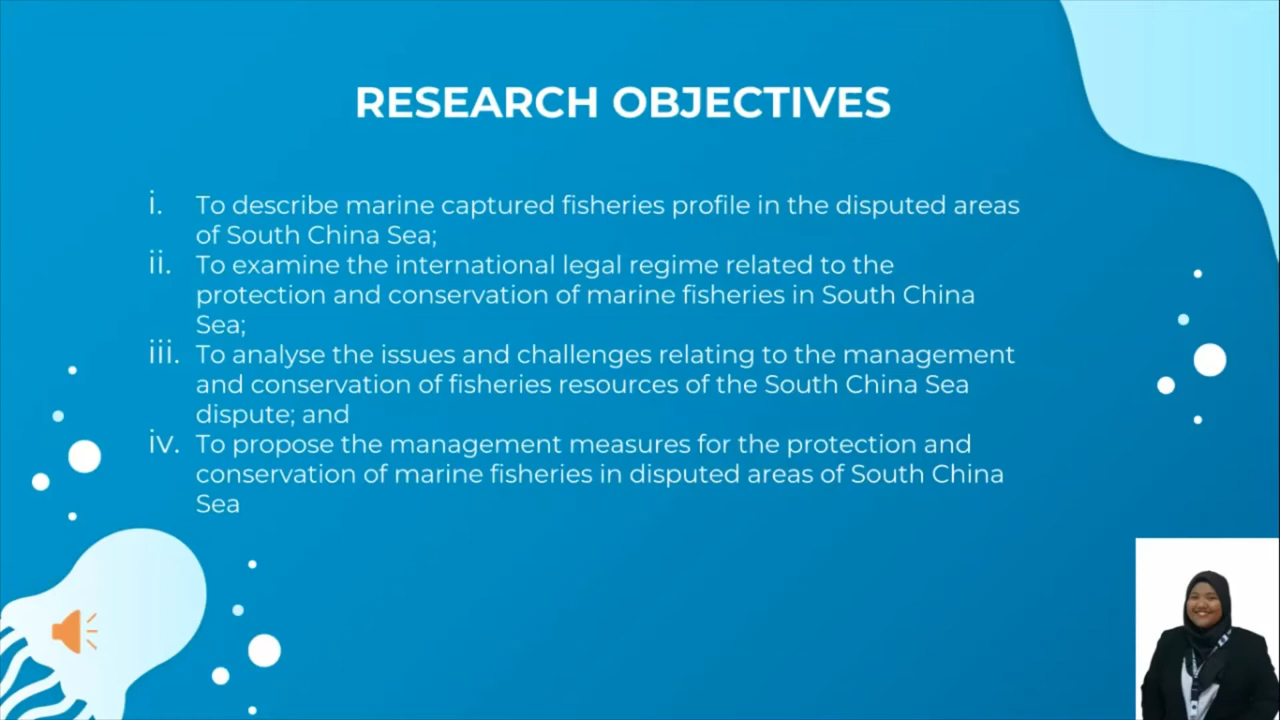 RESEARCH OBJECTIVES
i. To describe marine captured fisheries profile in the disputed areas
of South China Sea;
ii. To examine the international legal regime related to the
protection and conservation of marine fisheries in South China
Sea;
iii. To analyse the issues and challenges relating to the management
and conservation of fisheries resources of the South China Sea
dispute; and
iv. To propose the management measures for the protection and
conservation of marine fisheries in disputed areas of South China
Sea